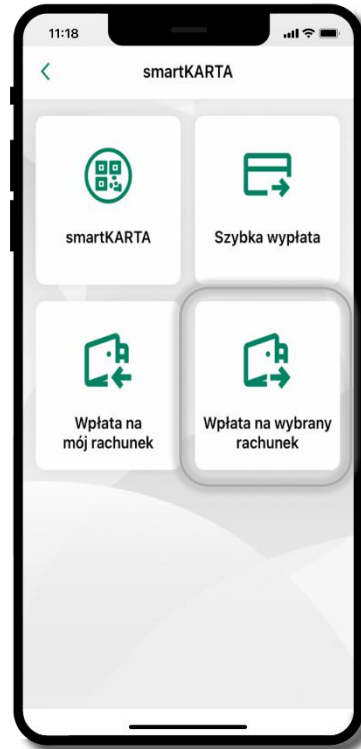 11:18
smartKARTA
smartKARTA
Szybka wypłata
Wpłata na
mój rachunek
Wpłata na wybrany
rachunek